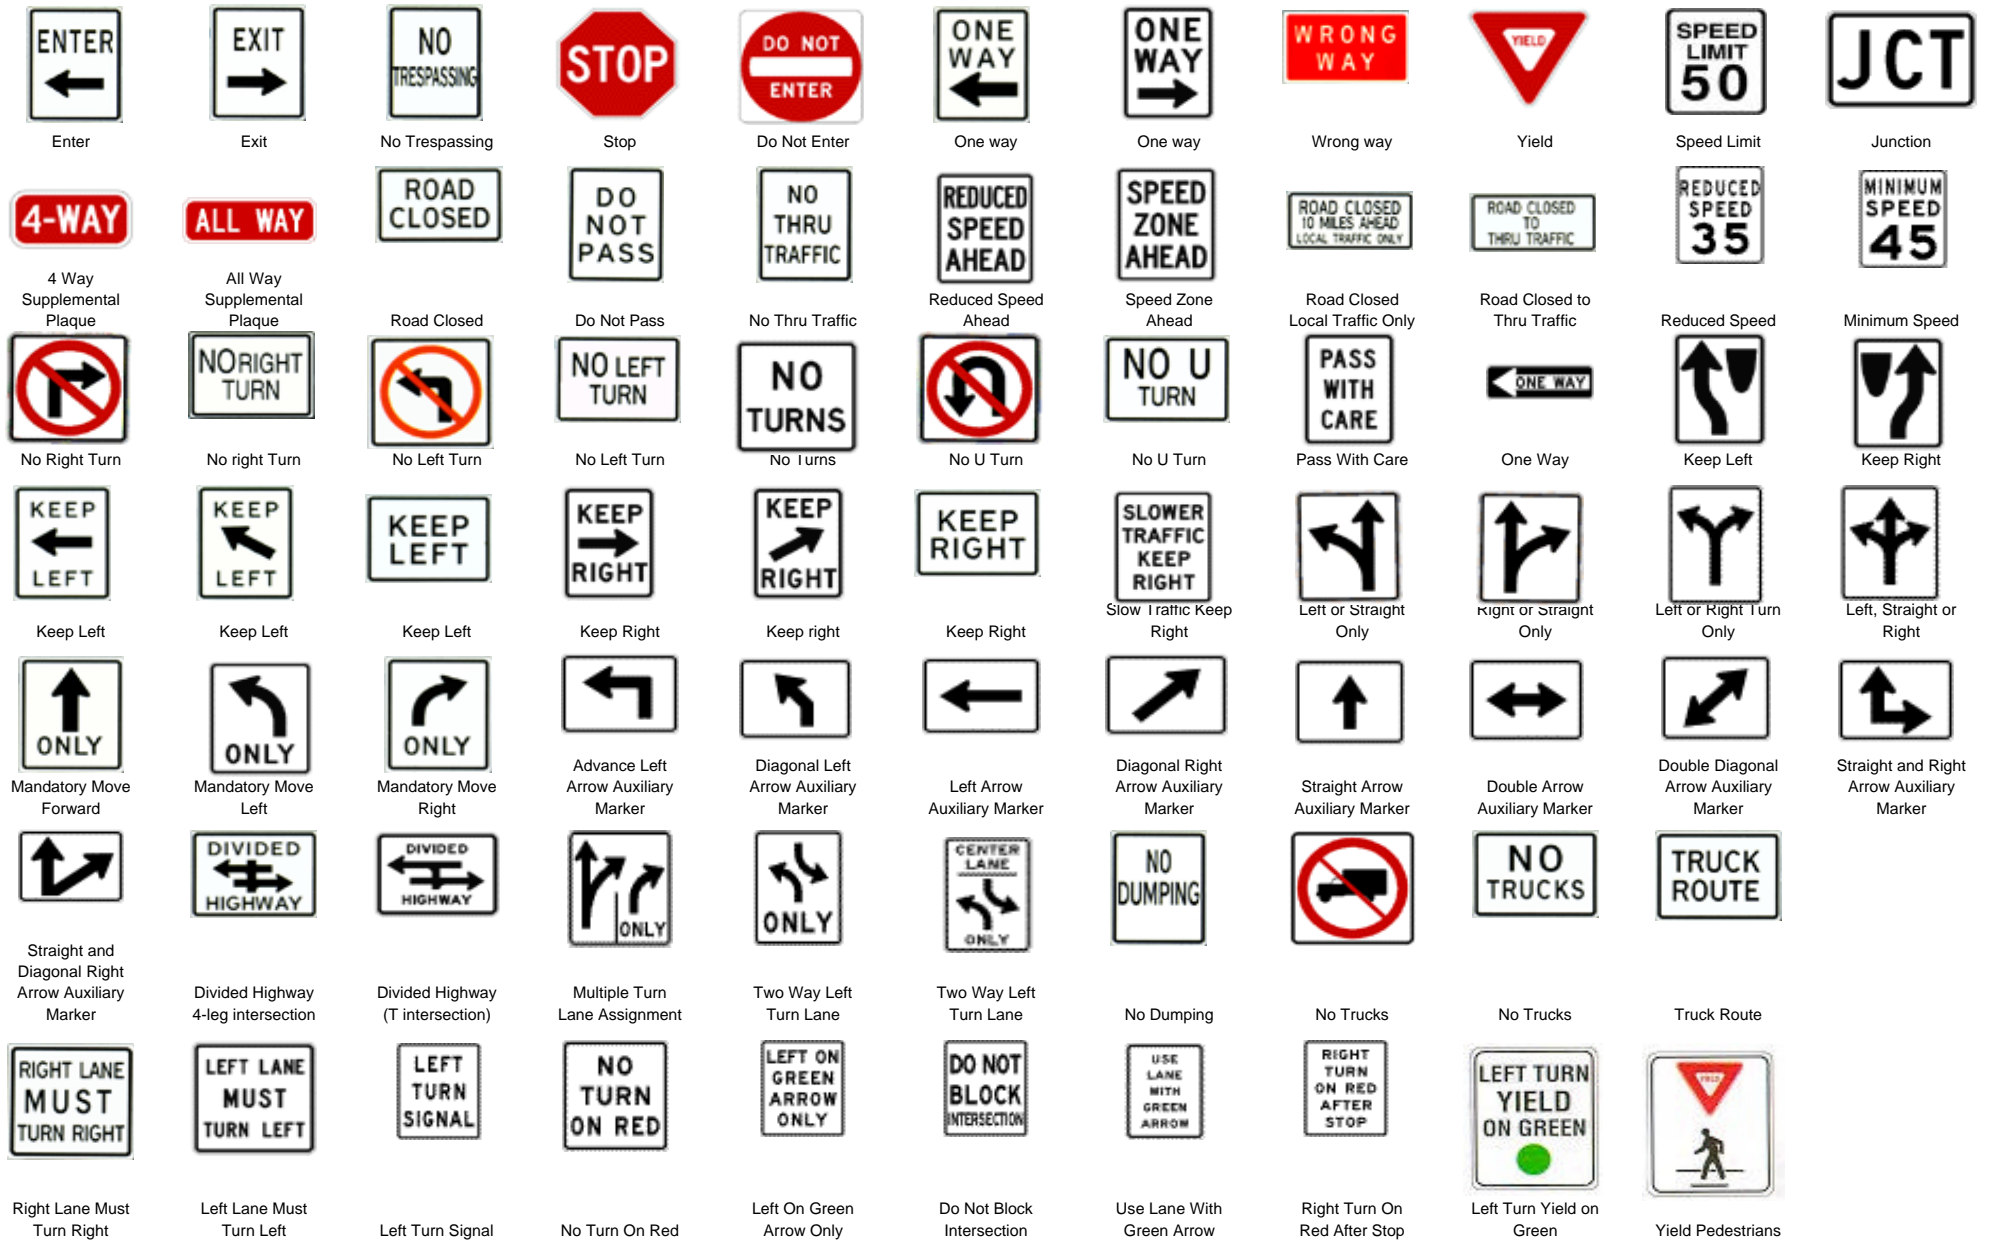 ENTER
EXIT
NO
TRESPASSING
STOP
DO NOT
ENTER
ONE
WAY
ONE
WAY
WRONG
WAY
YIELD
SPEED
LIMIT
50
JCT
Enter
Exit
No Trespassing
Stop
Do Not Enter
One way
One way
Wrong way
Yield
Speed Limit
Junction
4-WAY
ALL WAY
ROAD
CLOSED
DO
NOT
PASS
NO
THRU
TRAFFIC
REDUCED
SPEED
AHEAD
SPEED
ZONE
AHEAD
ROAD CLOSED
10 MILES AHEAD
LOCAL TRAFFIC ONLY
ROAD CLOSED
TO
THRU TRAFFIC
REDUCED
SPEED
35
MINIMUM
SPEED
45
4 Way
Supplemental
Plaque
All Way
Supplemental
Plaque
Road Closed
Do Not Pass
No Thru Traffic
Reduced Speed
Ahead
Speed Zone
Ahead
Road Closed
Local Traffic Only
Road Closed to
Thru Traffic
Reduced Speed
Minimum Speed
NO RIGHT
TURN
NO LEFT
TURN
NO
TURNS
NO U
TURN
PASS
WITH
CARE
ONE WAY
No Right Turn
No right Turn
No Left Turn
No Left Turn
No Turns
No U Turn
No U Turn
Pass With Care
One Way
Keep Left
Keep Right
KEEP
LEFT
KEEP
LEFT
KEEP
LEFT
KEEP
RIGHT
KEEP
RIGHT
KEEP
RIGHT
SLOWER
TRAFFIC
KEEP
RIGHT
Keep Left
Keep Left
Keep Left
Keep Right
Keep right
Keep Right
Slow Traffic Keep
Right
Left or Straight
Only
Right or Straight
Only
Left or Right Turn
Only
Left, Straight or
Right
ONLY
ONLY
ONLY
Mandatory Move
Forward
Mandatory Move
Left
Mandatory Move
Right
Advance Left
Arrow Auxiliary
Marker
Diagonal Left
Arrow Auxiliary
Marker
Left Arrow
Auxiliary Marker
Diagonal Right
Arrow Auxiliary
Marker
Straight Arrow
Auxiliary Marker
Double Arrow
Auxiliary Marker
Double Diagonal
Arrow Auxiliary
Marker
Straight and Right
Arrow Auxiliary
Marker
DIVIDED
HIGHWAY
DIVIDED
HIGHWAY
ONLY
ONLY
CENTER
LANE
ONLY
NO
DUMPING
NO
TRUCKS
TRUCK
ROUTE
Straight and
Diagonal Right
Arrow Auxiliary
Marker
Divided Highway
4-leg intersection
Divided Highway
(T intersection)
Multiple Turn
Lane Assignment
Two Way Left
Turn Lane
Two Way Left
Turn Lane
No Dumping
No Trucks
No Trucks
Truck Route
RIGHT LANE
MUST
TURN RIGHT
LEFT LANE
MUST
TURN LEFT
LEFT
TURN
SIGNAL
NO
TURN
ON RED
LEFT ON
GREEN
ARROW
ONLY
DO NOT
BLOCK
INTERSECTION
USE
LANE
WITH
GREEN
ARROW
RIGHT
TURN
ON RED
AFTER
STOP
LEFT TURN
YIELD
ON GREEN
YIELD
Right Lane Must
Turn Right
Left Lane Must
Turn Left
Left Turn Signal
No Turn On Red
Left On Green
Arrow Only
Do Not Block
Intersection
Use Lane With
Green Arrow
Right Turn On
Red After Stop
Left Turn Yield on
Green
Yield Pedestrians